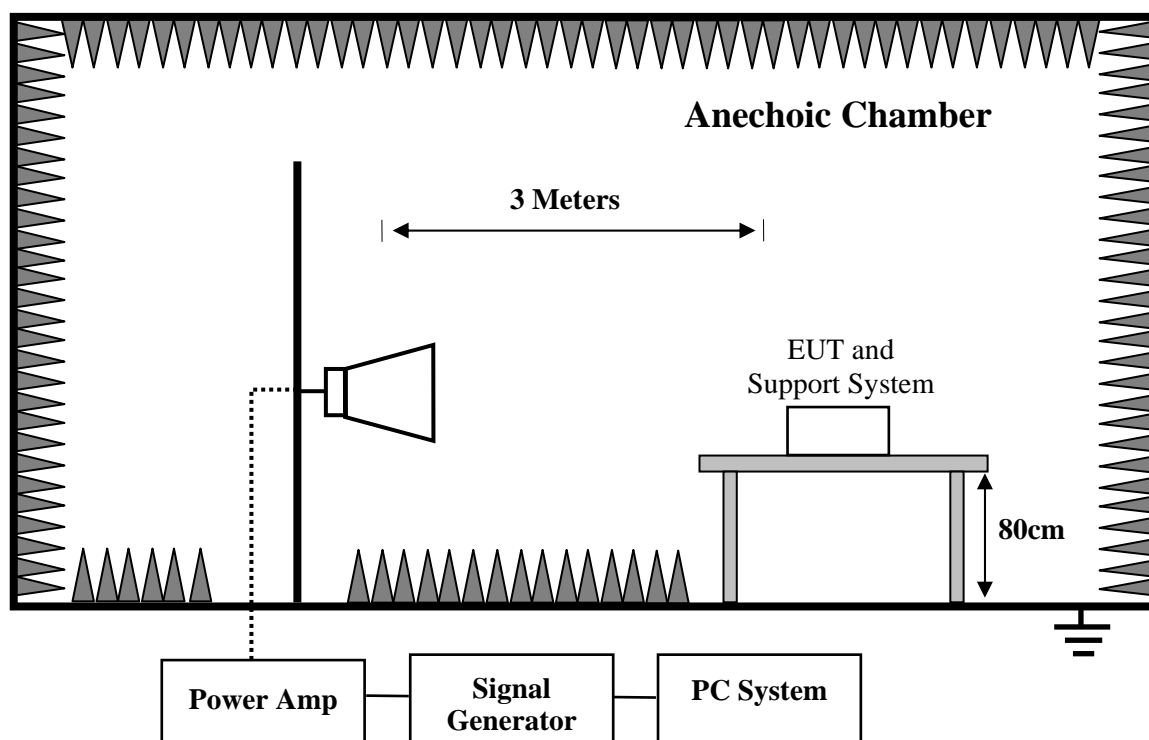 Anechoic Chamber
3 Meters
EUT and
Support System
80cm
Power Amp
Signal
Generator
PC System